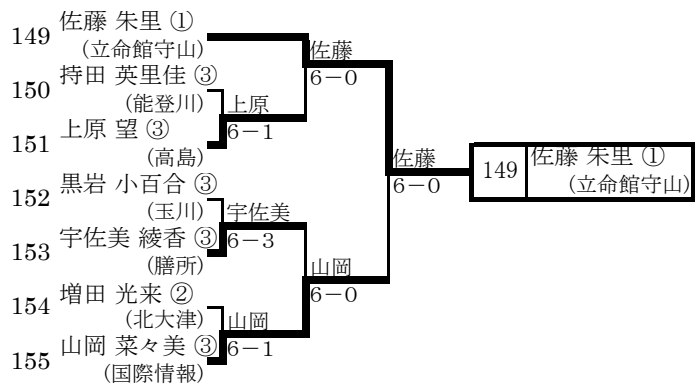 149 佐藤 朱里 ①
(立命館守山)
150 持田 英里佳 ③
(能登川)
151 上原 望 ③
(高島)
152 黒岩 小百合 ③
(玉川)
153 宇佐美 綾香 ③
(膳所)
154 増田 光来 ②
(北大津)
155 山岡 菜々美 ③
(国際情報)
上原
6-1
宇佐美
6-3
山岡
6-1
佐藤
6-0
山岡
6-0
佐藤
6-0
149 佐藤 朱里 ①
(立命館守山)